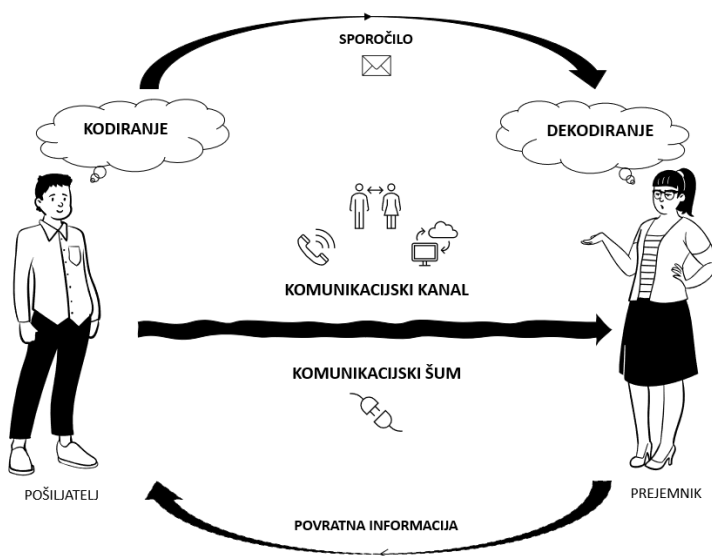 SPOROČILO
KODIRANJE
DEKODIRANJE
KOMUNIKACIJSKI KANAL
KOMUNIKACIJSKI ŠUM
POŠILJATELJ
PREJEMNIK
POVRATNA INFORMACIJA